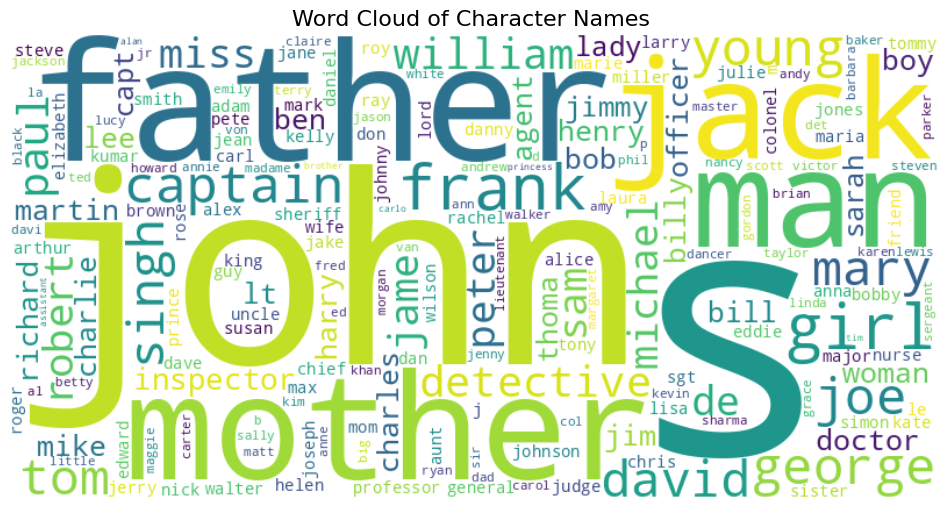 Word Cloud of Character Names
father
jack
john
S
man
mother
captain
frank
william
young
miss
lady
boy
larry
tommy
steve
jackson
jr
alan
claire
jane
roy
marie
miller
julie
andy
barbara
baker
capt
smith
emily
terry
daniel
white
jimmy
agent
officer
master
colonel
jones
det
parker
la
black
elizabeth
lucy
adam
pete
von
mark
ben
ray
jason
don
lord
danny
henry
bob
phil
p
d
m
maria
paul
lee
kumar
jean
kelly
carl
ted
howard
annie
madame
brother
johnny
andrew
princess
nancy
scott
victor
steven
sarah
martin
brown
rose
alex
sheriff
wife
carlo
ann
rachel
walker
amy
laura
billy
gordon
brian
friend
davi
arthur
singh
jake
king
guy
uncle
lt
susan
fred
ed
van
morgan
jame
wilson
peter
lieutenant
alice
thoma
sam
margaret
tony
michael
dancer
taylor
karen
lewis
mary
bill
eddie
linda
anna
bobby
girl
tim
sergeant
richard
robert
charlie
assistant
prince
dave
harry
dan
jenny
khan
chief
inspector
detective
max
kim
charles
sgt
kevin
lisa
de
sharma
grace
major
nurse
woman
joe
simon
le
kate
doctor
roger
al
betty
mike
little
tom
edward
maggie
carter
jerry
nick
b
sally
matt
walter
joseph
anne
helen
mom
big
aunt
ryan
j
sir
dad
professor
general
carol
johnson
col
judge
jim
chris
david
george
sister